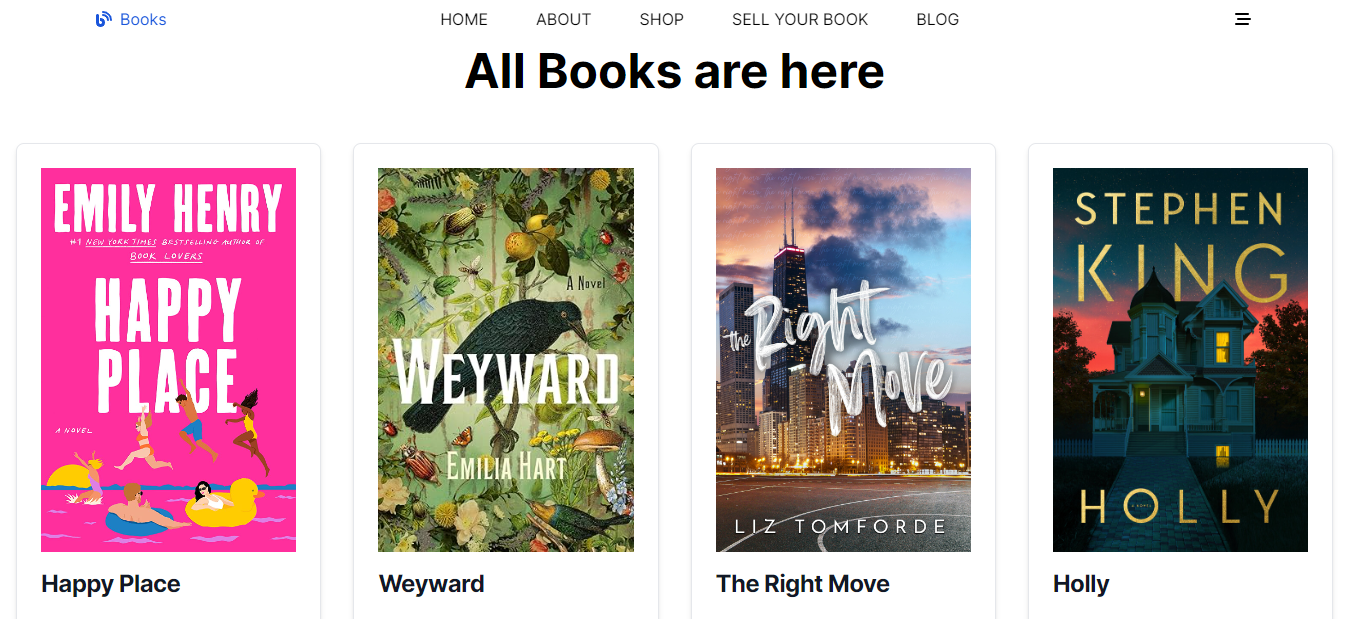 Books
HOME ABOUT SHOP SELL YOUR BOOK BLOG
All Books are here
EMILY HENRY
#1 NEW YORK TIMES BESTSELLING AUTHOR OF
BOOK LOVERS
HAPPY
PLACE
A NOVEL
A Novel
WEYWARD
EMILIA HART
the Right
Move
LIZ TOMFORDE
STEPHEN
KING
HOLLY
A NOVEL
Happy Place
Weyward
The Right Move
Holly